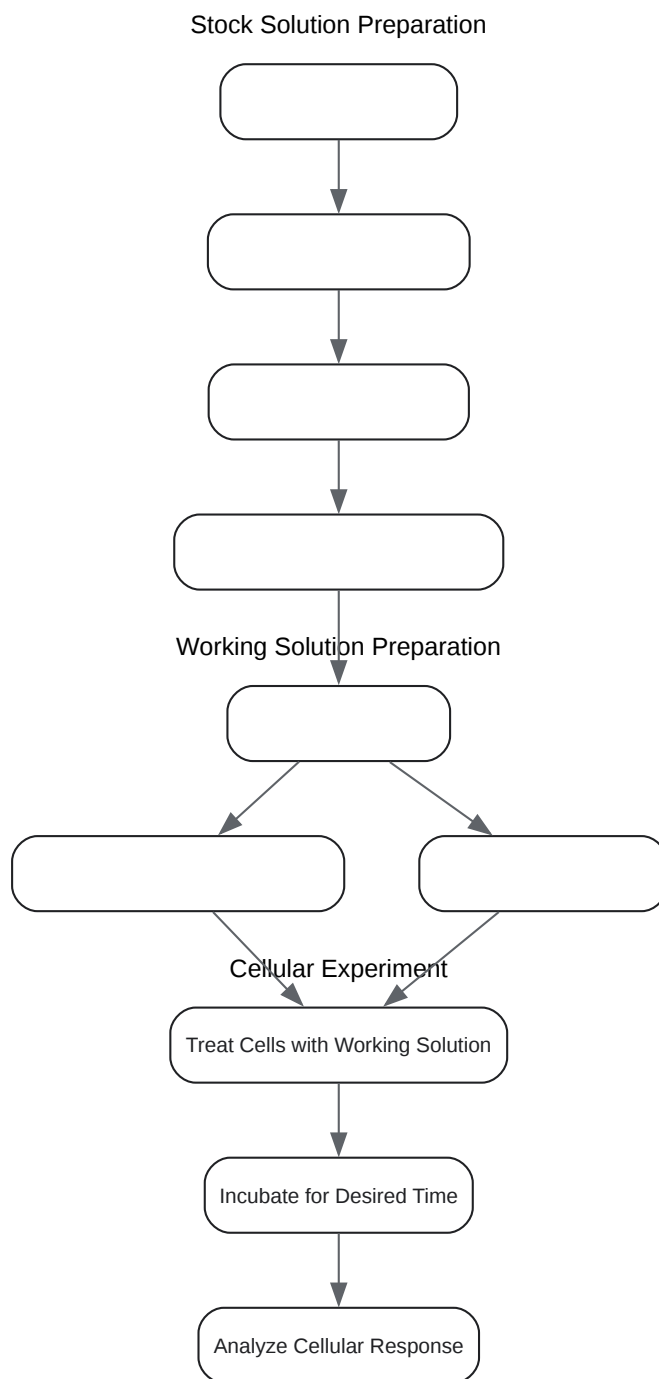 Stock Solution Preparation
Working Solution Preparation
Cellular Experiment
Treat Cells with Working Solution
Incubate for Desired Time
Analyze Cellular Response